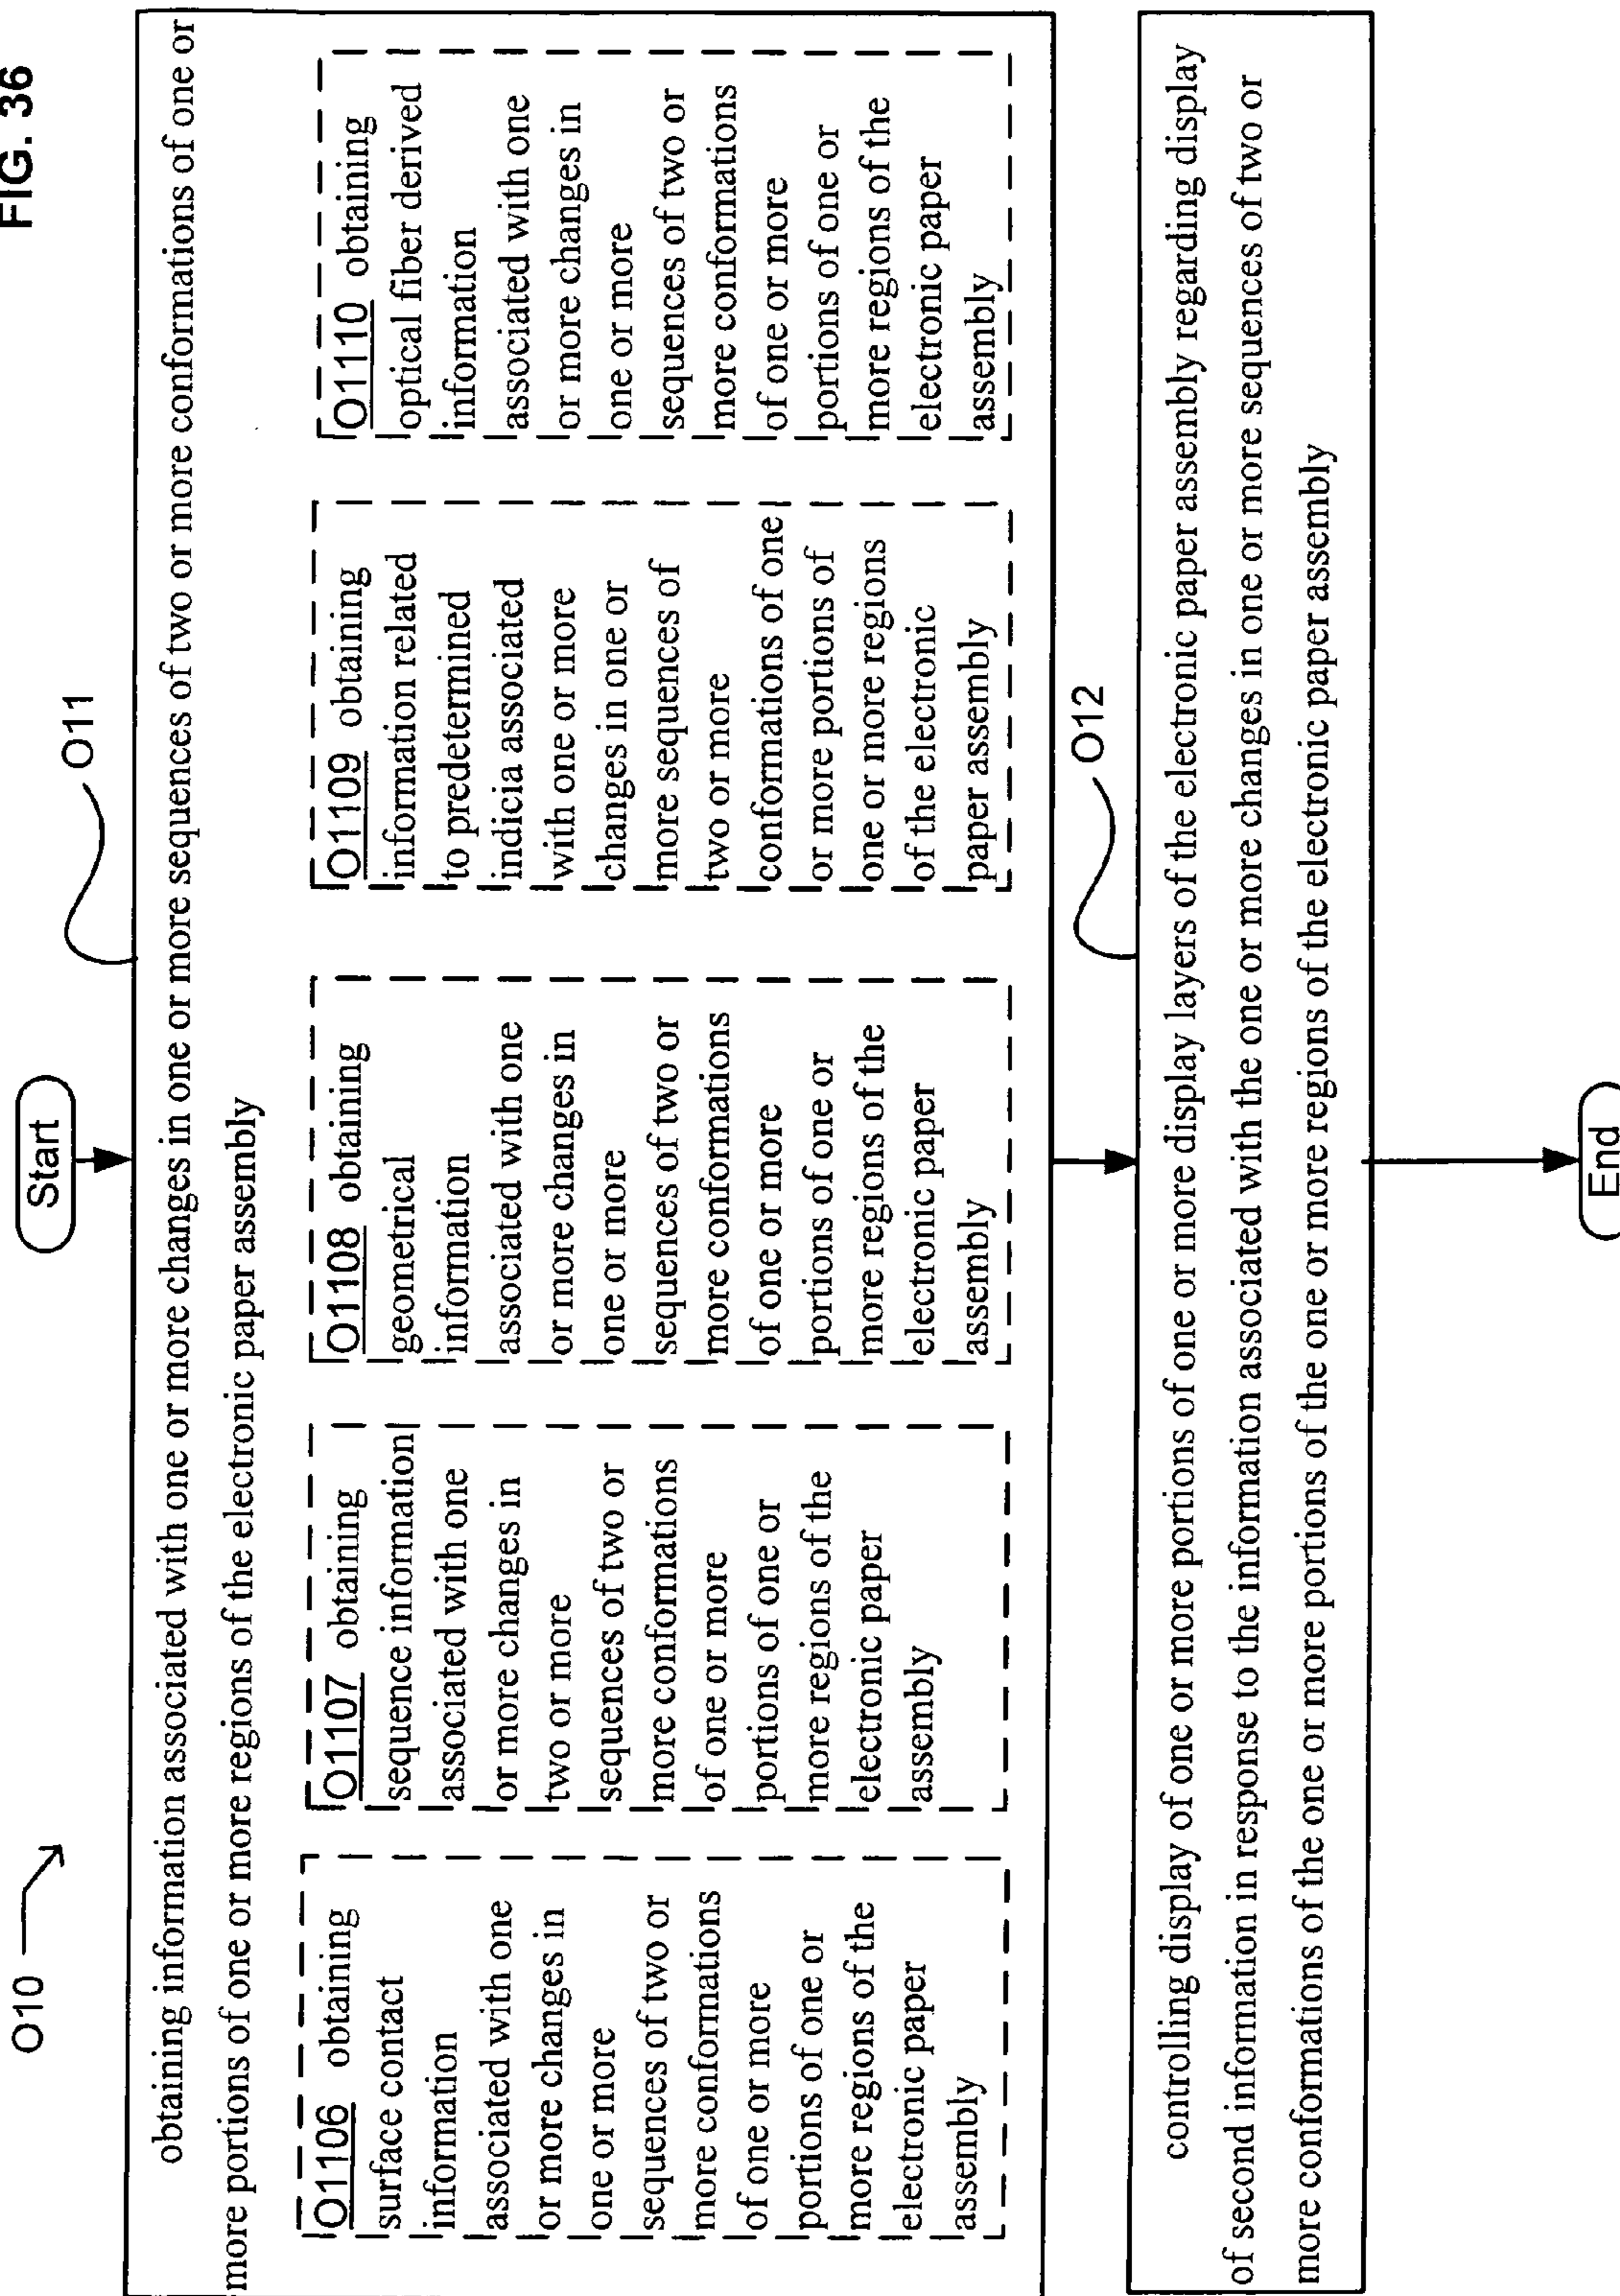 FIG. 36
O10
Start
O11
obtaining information associated with one or more changes in one or more sequences of two or more conformations of one or
more portions of one or more regions of the electronic paper assembly
O1106 obtaining
surface contact
information
associated with one
or more changes in
one or more
sequences of two or
more conformations
of one or more
portions of one or
more regions of the
electronic paper
assembly
O1107 obtaining
sequence information
associated with one
or more changes in
two or more
sequences of two or
more conformations
of one or more
portions of one or
more regions of the
electronic paper
assembly
O1108 obtaining
geometrical
information
associated with one
or more changes in
one or more
sequences of two or
more conformations
of one or more
portions of one or
more regions of the
electronic paper
assembly
O1109 obtaining
information related
to predetermined
indicia associated
with one or more
changes in one or
more sequences of
two or more
conformations of one
or more portions of
one or more regions
of the electronic
paper assembly
O1110 obtaining
optical fiber derived
information
associated with one
or more changes in
one or more
sequences of two or
more conformations
of one or more
portions of one or
more regions of the
electronic paper
assembly
O12
controlling display of one or more portions of one or more display layers of the electronic paper assembly regarding display
of second information in response to the information associated with the one or more changes in one or more sequences of two or
more conformations of the one or more portions of the one or more regions of the electronic paper assembly
End